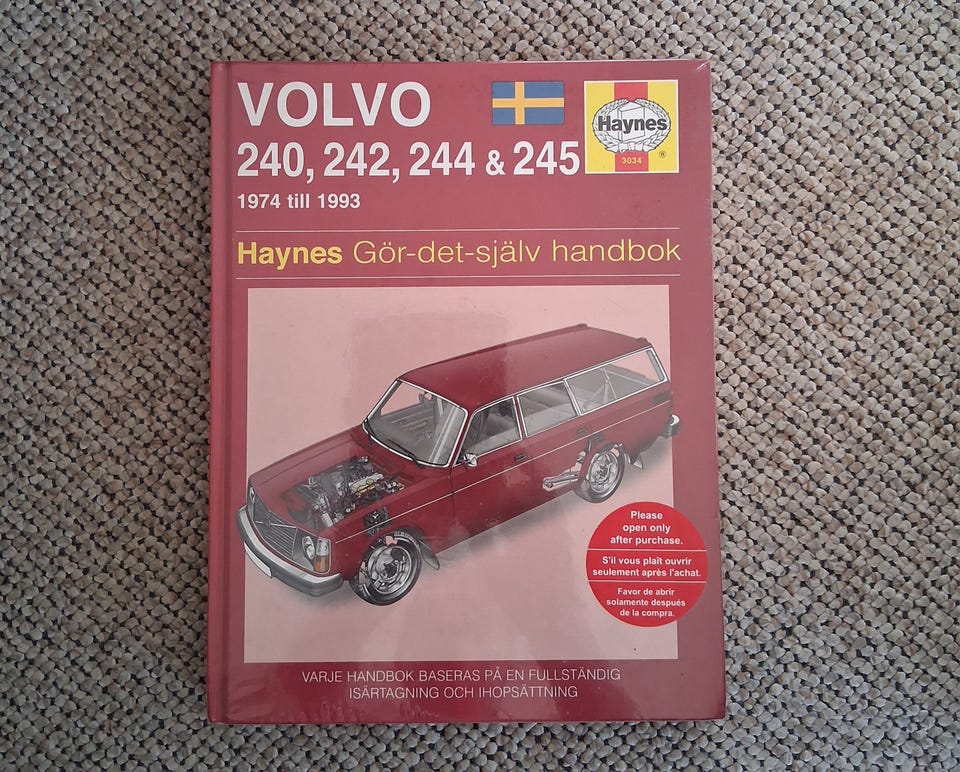 VOLVO
240, 242, 244 & 245
1974 till 1993
Haynes
3034
®
Haynes Gör-det-själv handbok
Please
open only
after purchase.
S'il vous plaît ouvrir
seulement après l'achat.
Favor de abrir
solamente después
de la compra.
VARJE HANDBOK BASERAS PÅ EN FULLSTÄNDIG
ISÄRTAGNING OCH IHOPSÄTTNING